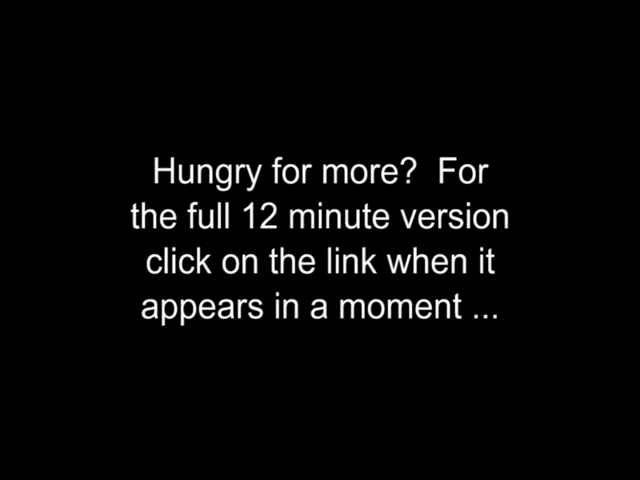 Hungry for more?  For
the full 12 minute version
click on the link when it
appears in a moment ...